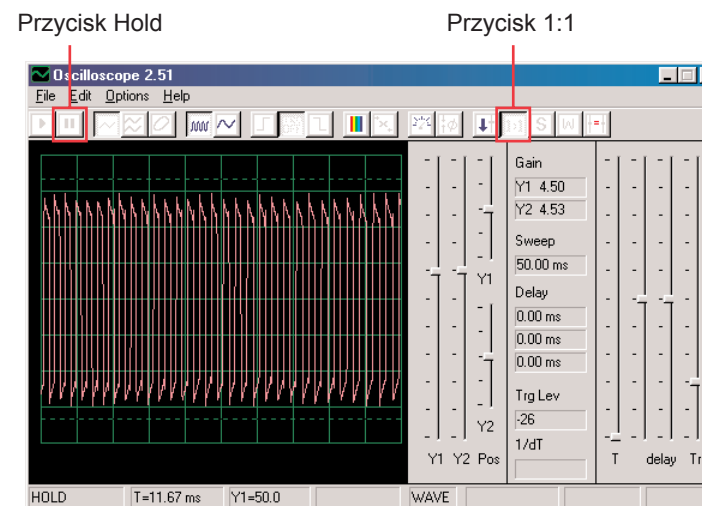 Przycisk Hold Przycisk 1:1
Oscilloscope 2.51
File Edit Options Help
Gain
Y1 4.50
Y2 4.53
Sweep
50.00 ms
Y1
Delay
0.00 ms
0.00 ms
0.00 ms
Trg Lev
-26
Y2
1/dT
Y1 Y2 Pos
T delay Tr
HOLD T=11.67 ms Y1=50.0 WAVE